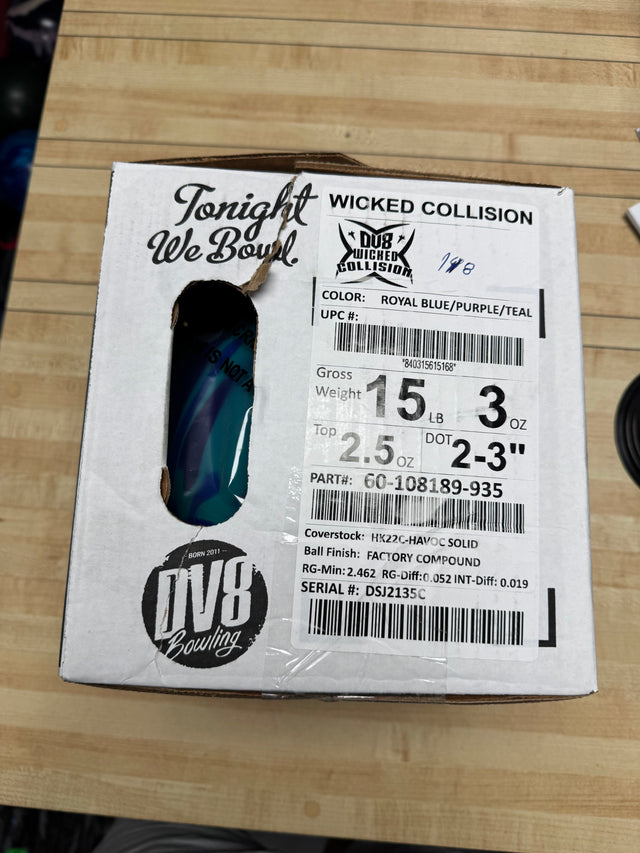 Tonight
We Bowl.
WICKED COLLISION
DV8
WICKED
COLLISION
COLOR: ROYAL BLUE/PURPLE/TEAL
UPC #:
*840315615168*
Gross
Weight 15 LB 3 OZ
Top 2.5 OZ DOT 2-3"
PART#: 60-108189-935
Coverstock: HK22C-HAVOC SOLID
Ball Finish: FACTORY COMPOUND
RG-Min: 2.462 RG-Diff: 0.052 INT-Diff: 0.019
SERIAL #: DSJ2135C
IS NOT A
BORN 2011
DV8
Bowling